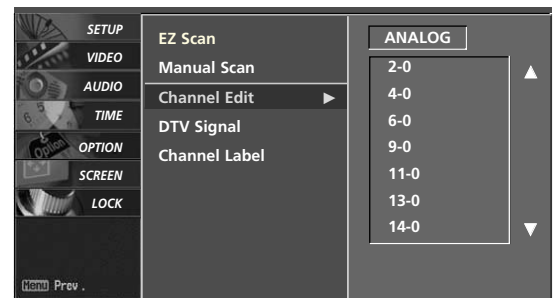 SETUP
VIDEO
AUDIO
TIME
OPTION
SCREEN
LOCK
Menu Prev.
EZ Scan
Manual Scan
Channel Edit ▶
DTV Signal
Channel Label
ANALOG
2-0
4-0
6-0
9-0
11-0
13-0
14-0